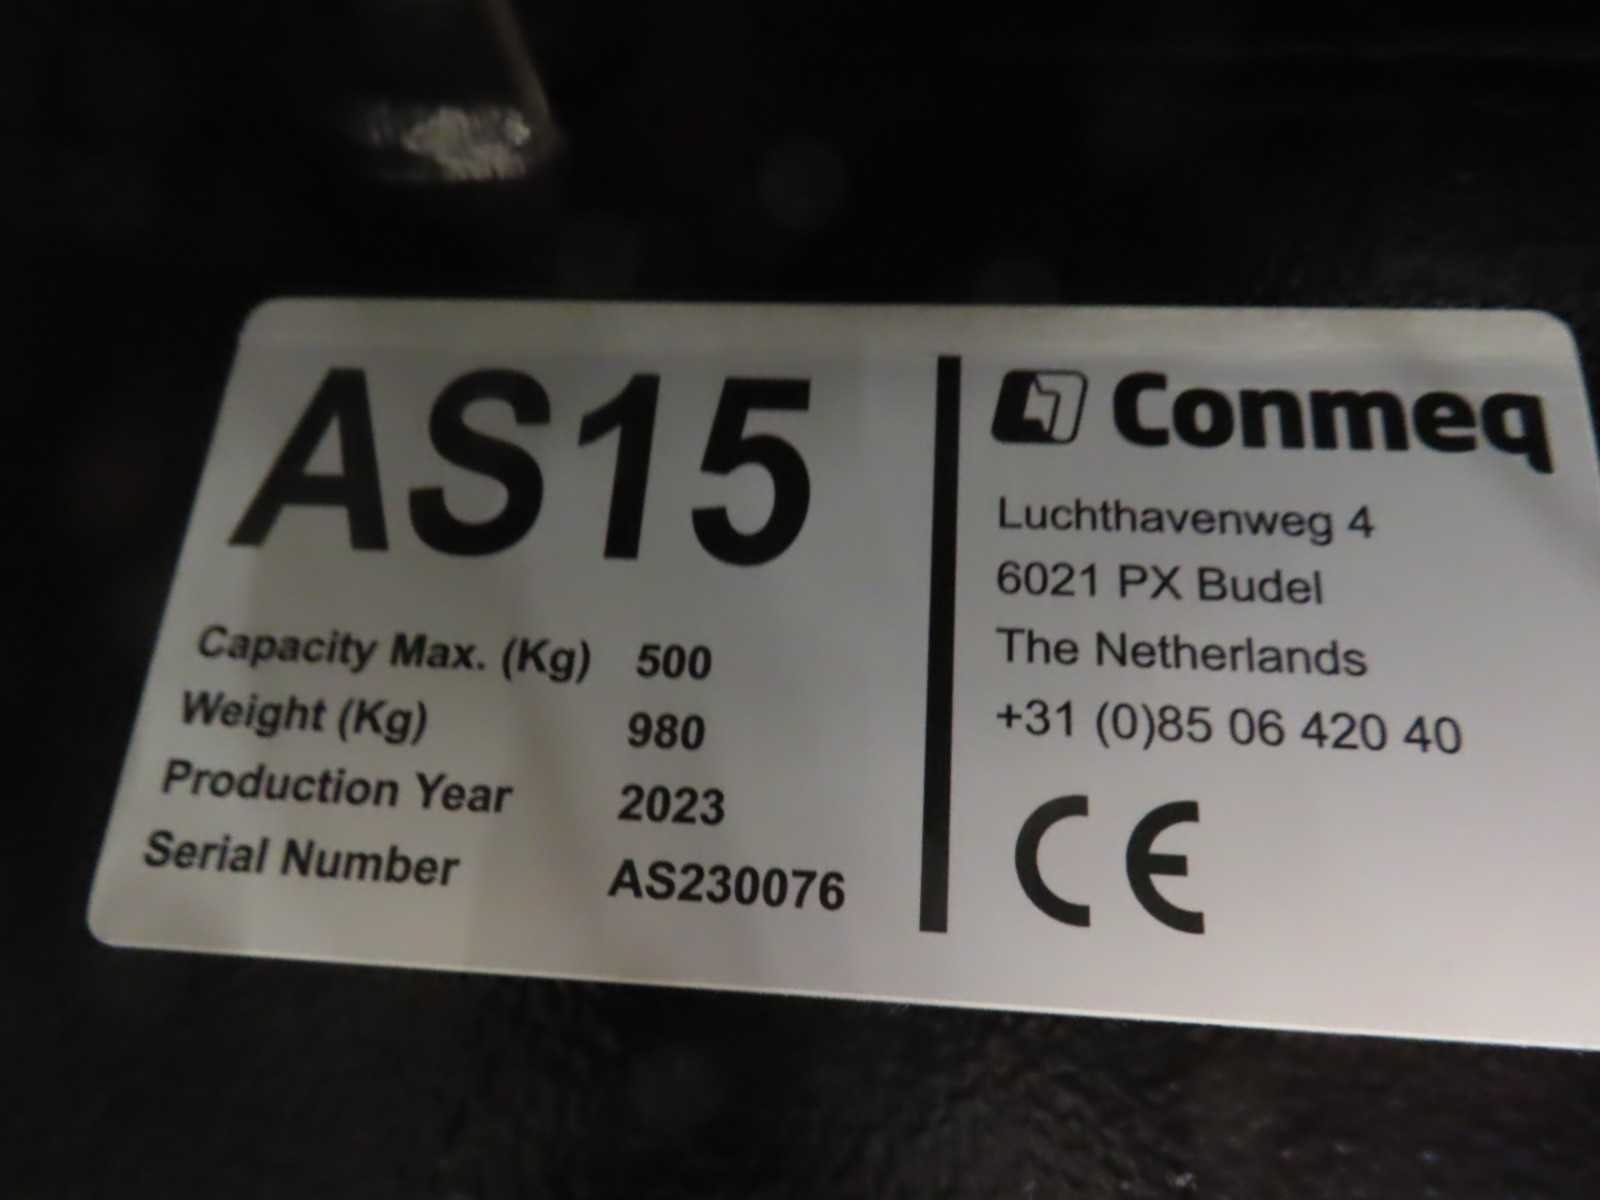 AS15
Capacity Max. (Kg) 500
Weight (Kg) 980
Production Year 2023
Serial Number AS230076
Conmeq
Luchthavenweg 4
6021 PX Budel
The Netherlands
+31 (0)85 06 420 40
CE